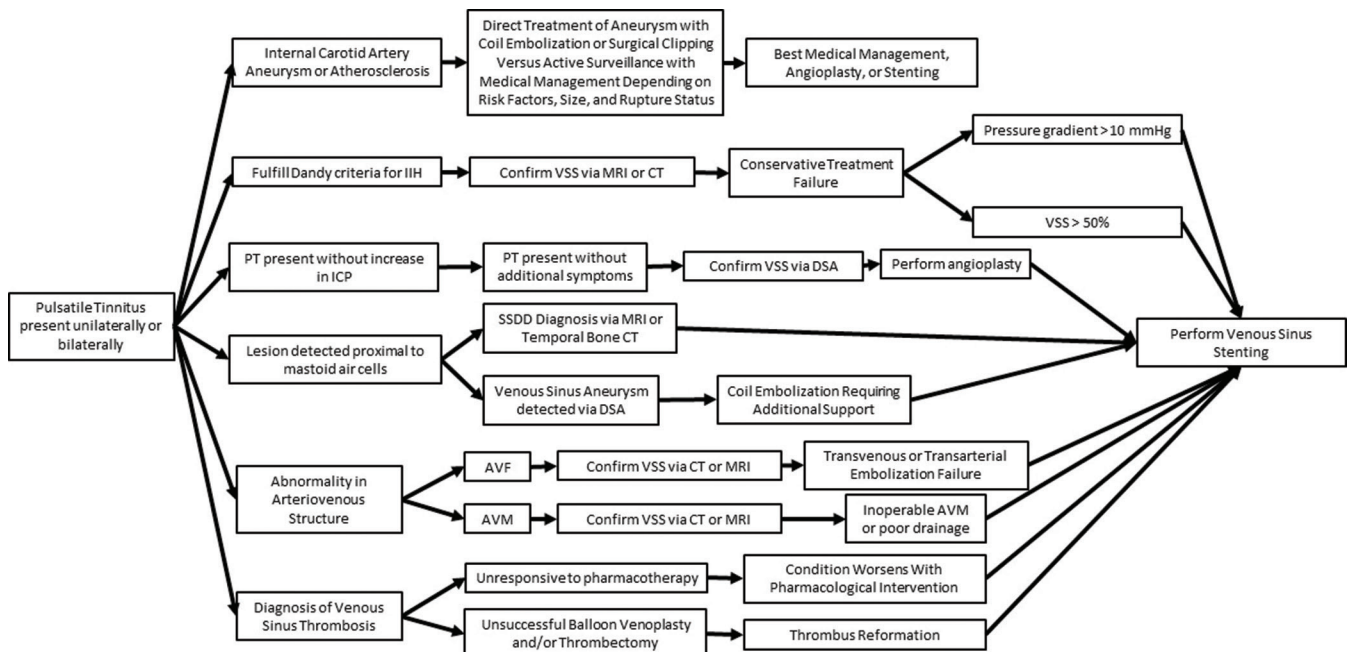 Pulsatile Tinnitus
present unilaterally or
bilaterally
Internal Carotid Artery
Aneurysm or Atherosclerosis
Direct Treatment of Aneurysm with
Coil Embolization or Surgical Clipping
Versus Active Surveillance with
Medical Management Depending on
Risk Factors, Size, and Rupture Status
Best Medical Management,
Angioplasty, or Stenting
Fulfill Dandy criteria for IIH
Confirm VSS via MRI or CT
Conservative Treatment
Failure
Pressure gradient >10 mmHg
VSS > 50%
PT present without increase
in ICP
PT present without
additional symptoms
Confirm VSS via DSA
Perform angioplasty
Lesion detected proximal to
mastoid air cells
SSDD Diagnosis via MRI or
Temporal Bone CT
Venous Sinus Aneurysm
detected via DSA
Coil Embolization Requiring
Additional Support
Abnormality in
Arteriovenous
Structure
AVF
Confirm VSS via CT or MRI
Transvenous or Transarterial
Embolization Failure
AVM
Confirm VSS via CT or MRI
Inoperable AVM
or poor drainage
Diagnosis of Venous
Sinus Thrombosis
Unresponsive to pharmacotherapy
Condition Worsens With
Pharmacological Intervention
Unsuccessful Balloon Venoplasty
and/or Thrombectomy
Thrombus Reformation
Perform Venous Sinus
Stenting